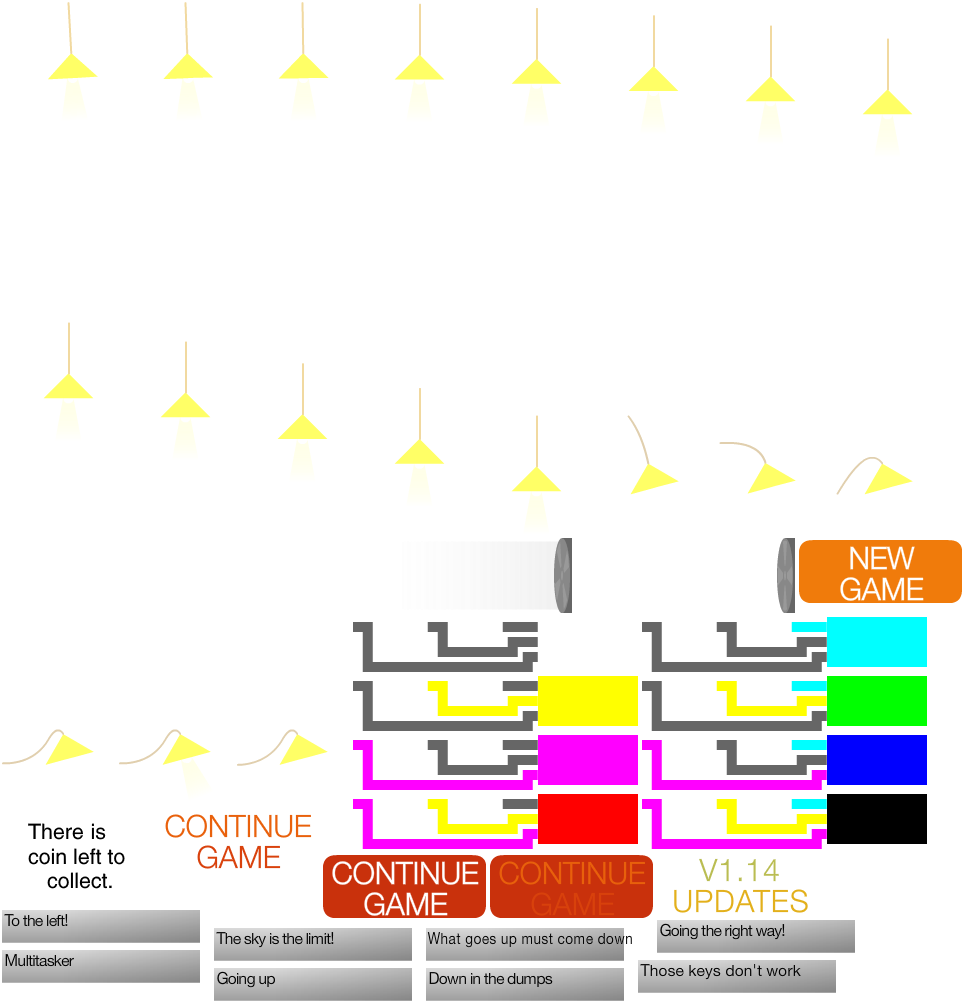 NEW
GAME
There is
coin left to
collect.
CONTINUE
GAME
CONTINUE
GAME
CONTINUE
GAME
V1.14
UPDATES
To the left!
The sky is the limit!
What goes up must come down
Going the right way!
Multitasker
Going up
Down in the dumps
Those keys don't work